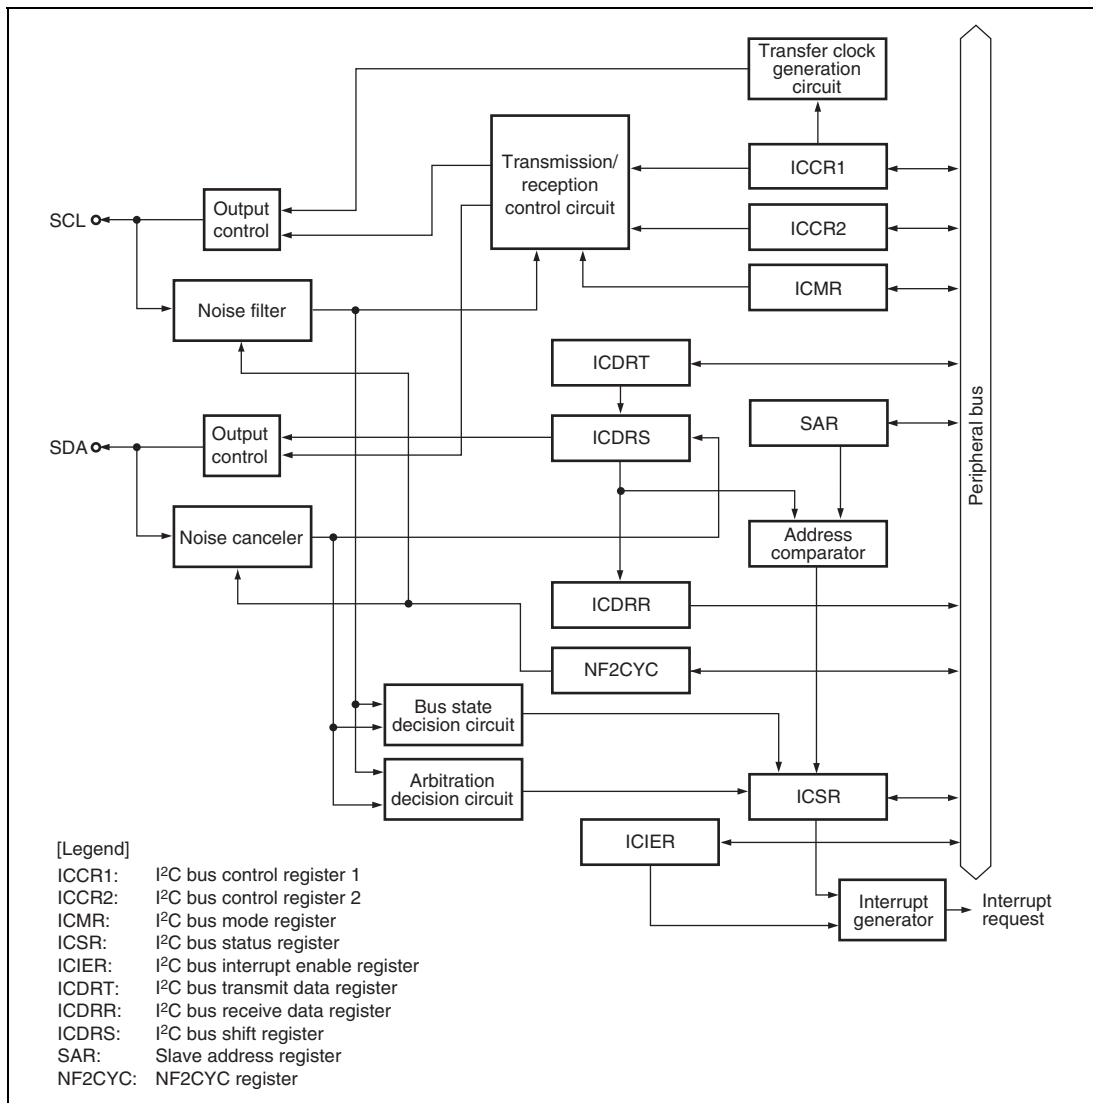 Transfer clock
generation
circuit
Transmission/
reception
control circuit
ICCR1
SCL
Output
control
ICCR2
ICMR
Noise filter
ICDRT
SDA
Output
control
ICDRS
SAR
Peripheral bus
Noise canceler
Address
comparator
ICDRR
NF2CYC
Bus state
decision circuit
Arbitration
decision circuit
ICSR
ICIER
Interrupt
generator
Interrupt
request
[Legend]
ICCR1: I2C bus control register 1
ICCR2: I2C bus control register 2
ICMR: I2C bus mode register
ICSR: I2C bus status register
ICIER: I2C bus interrupt enable register
ICDRT: I2C bus transmit data register
ICDRR: I2C bus receive data register
ICDRS: I2C bus shift register
SAR: Slave address register
NF2CYC: NF2CYC register